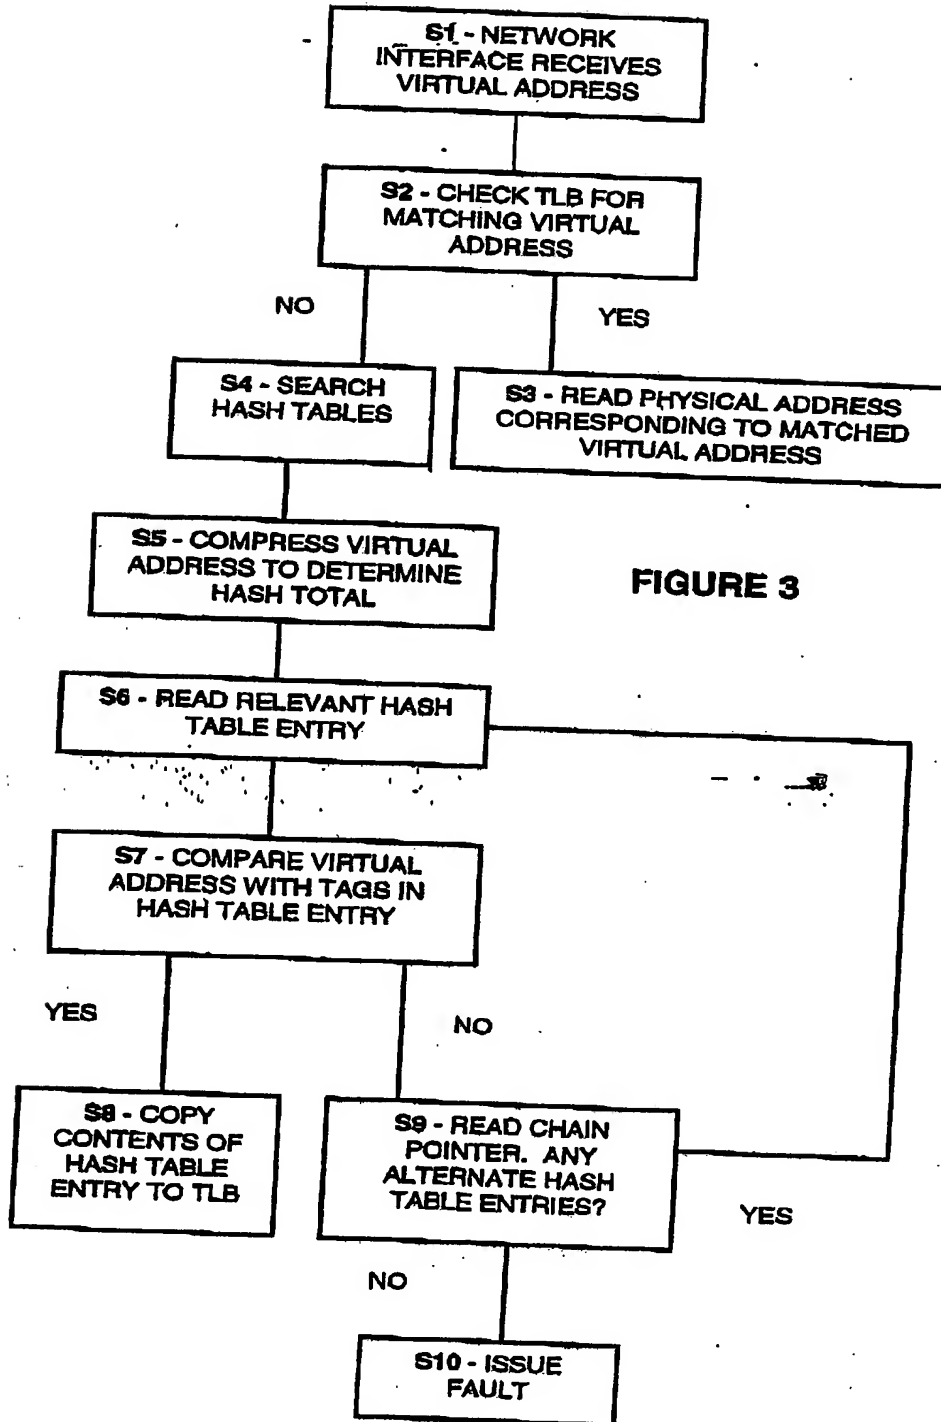 S1 - NETWORK
INTERFACE RECEIVES
VIRTUAL ADDRESS
S2 - CHECK TLB FOR
MATCHING VIRTUAL
ADDRESS
NO
YES
S4 - SEARCH
HASH TABLES
S3 - READ PHYSICAL ADDRESS
CORRESPONDING TO MATCHED
VIRTUAL ADDRESS
S5 - COMPRESS VIRTUAL
ADDRESS TO DETERMINE
HASH TOTAL
FIGURE 3
S6 - READ RELEVANT HASH
TABLE ENTRY
S7 - COMPARE VIRTUAL
ADDRESS WITH TAGS IN
HASH TABLE ENTRY
YES
NO
S8 - COPY
CONTENTS OF
HASH TABLE
ENTRY TO TLB
S9 - READ CHAIN
POINTER. ANY
ALTERNATE HASH
TABLE ENTRIES?
YES
NO
S10 - ISSUE
FAULT